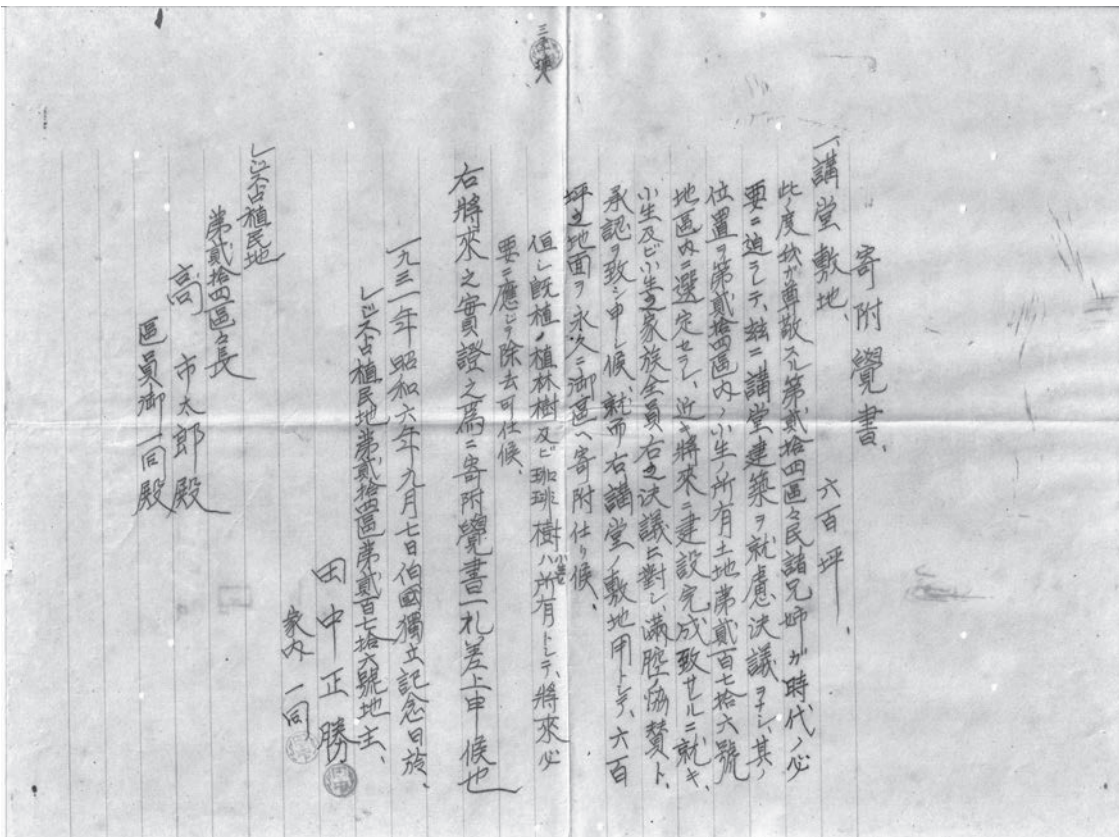 寄附覺書、
一、講堂敷地、 六百坪、
此ノ度我ガ尊敬スル第貳拾四區々民諸兄姉ガ時代ノ必
要ニ迫ラレテ、玆ニ講堂建築ヲ就慮決議ヲナシ、其ノ
位置ヲ第貳拾四區内ノ小生ノ所有土地第貳百七拾六號
地區内ニ選定セラレ、近キ將來ニ建設完成致サルルニ就キ、
小生及ビ小生之家族全員右之決議ニ對シ、滿腔ノ協賛ト、
承認ヲ致シ申シ候、就而右講堂ノ敷地用トシテ、六百
坪之地面ヲ永久ニ御區ヘ寄附仕リ候、
但シ既植ノ植林樹及ビ珈琲樹ハ小生所有トシテ、將來必
要ニ應ジテ除去可仕候、
右將來之實證之爲ニ寄附覺書一札差上申候也
一九三一年昭和六年九月七日伯國獨立記念日於、
レジストロ植民地第貳拾四區第貳百七拾六號地主、
田中正勝
家内一同
レジストロ植民地
第貳拾四區々長
高市太郎殿
區員御一同殿